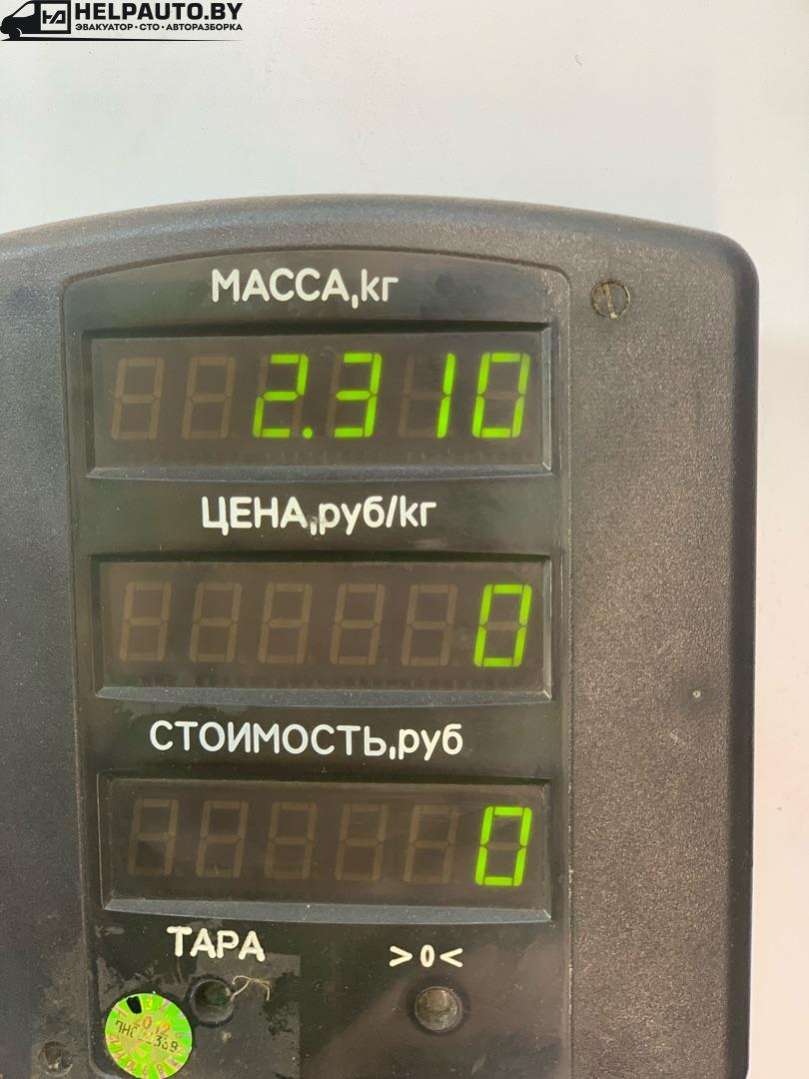 HELPAUTO.BY
ЭВАКУАТОР • СТО • АВТОРАЗБОРКА
МАССА,кг
2.310
ЦЕНА,руб/кг
0
СТОИМОСТЬ,руб
0
ТАРА >0<